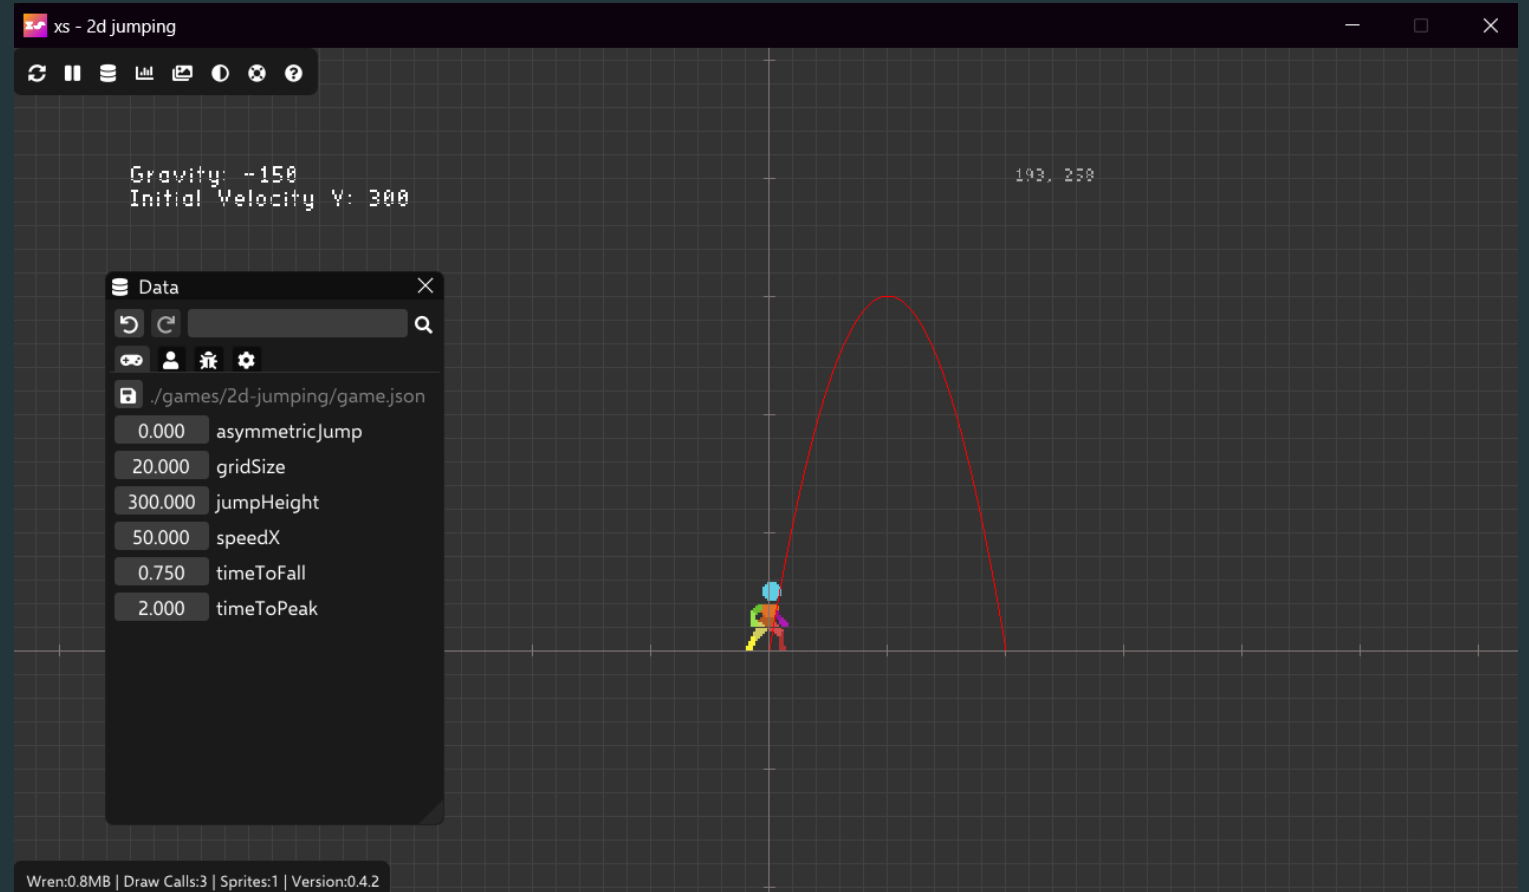 xs - 2d jumping
Gravity: -150
Initial Velocity Y: 300
193, 250
Data
./games/2d-jumping/game.json
0.000 asymmetricJump
20.000 gridSize
300.000 jumpHeight
50.000 speedX
0.750 timeToFall
2.000 timeToPeak
Wren:0.8MB | Draw Calls:3 | Sprites:1 | Version:0.4.2